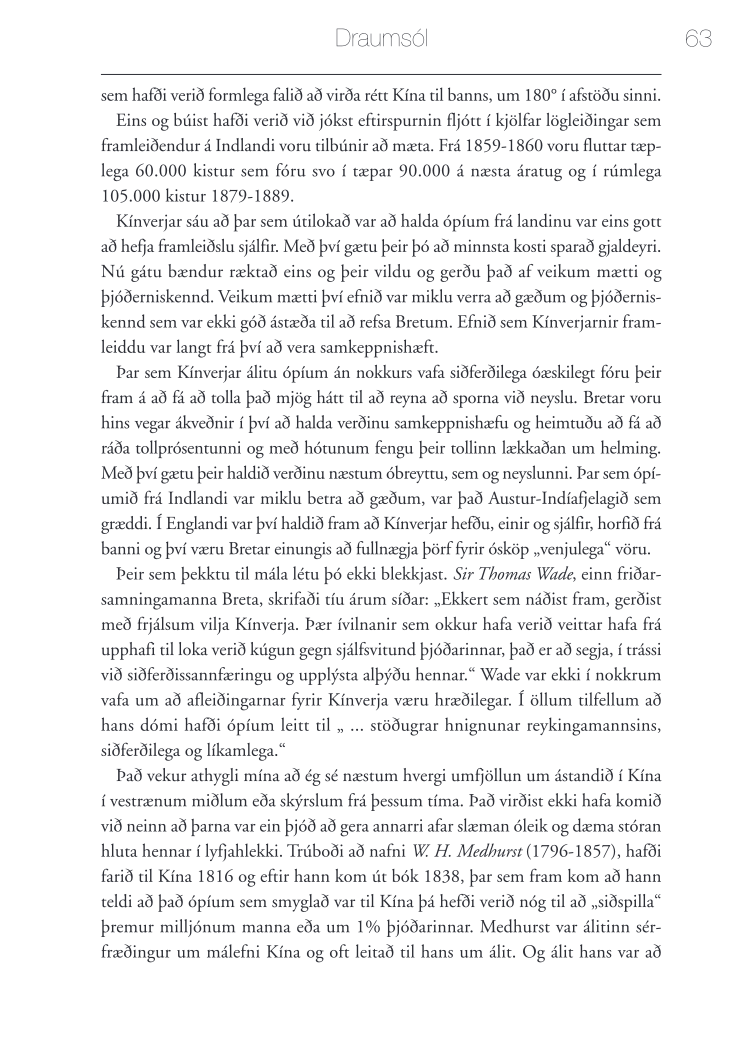 Draumsól 63
sem hafði verið formlega falið að virða rétt Kína til banns, um 180° í afstöðu sinni.
Eins og búist hafði verið við jókst eftirspurnin fljótt í kjölfar lögleiðingar sem
framleiðendur á Indlandi voru tilbúnir að mæta. Frá 1859-1860 voru fluttar tæp-
lega 60.000 kistur sem fóru svo í tæpar 90.000 á næsta áratug og í rúmlega
105.000 kistur 1879-1889.
Kínverjar sáu að þar sem útilokað var að halda ópíum frá landinu var eins gott
að hefja framleiðslu sjálfir. Með því gætu þeir þó að minnsta kosti sparað gjaldeyri.
Nú gátu bændur ræktað eins og þeir vildu og gerðu það af veikum mætti og
þjóðerniskennd. Veikum mætti því efnið var miklu verra að gæðum og þjóðernis-
kennd sem var ekki góð ástæða til að refsa Bretum. Efnið sem Kínverjarnir fram-
leiddu var langt frá því að vera samkeppnishæft.
Þar sem Kínverjar álitu ópíum án nokkurs vafa siðferðilega óæskilegt fóru þeir
fram á að fá að tolla það mjög hátt til að reyna að sporna við neyslu. Bretar voru
hins vegar ákveðnir í því að halda verðinu samkeppnishæfu og heimtuðu að fá að
ráða tollprósentunni og með hótunum fengu þeir tollinn lækkaðan um helming.
Með því gætu þeir haldið verðinu næstum óbreyttu, sem og neyslunni. Þar sem ópí-
umið frá Indlandi var miklu betra að gæðum, var það Austur-Indíafjelagið sem
græddi. Í Englandi var því haldið fram að Kínverjar hefðu, einir og sjálfir, horfið frá
banni og því væru Bretar einungis að fullnægja þörf fyrir ósköp „venjulega“ vöru.
Þeir sem þekktu til mála létu þó ekki blekkjast. Sir Thomas Wade, einn friðar-
samningamanna Breta, skrifaði tíu árum síðar: „Ekkert sem náðist fram, gerðist
með frjálsum vilja Kínverja. Þær ívilnanir sem okkur hafa verið veittar hafa frá
upphafi til loka verið kúgun gegn sjálfsvitund þjóðarinnar, það er að segja, í trássi
við siðferðissannfæringu og upplýsta alþýðu hennar.“ Wade var ekki í nokkrum
vafa um að afleiðingarnar fyrir Kínverja væru hræðilegar. Í öllum tilfellum að
hans dómi hafði ópíum leitt til „ ... stöðugrar hnignunar reykingamannsins,
siðferðilega og líkamlega.“
Það vekur athygli mína að ég sé næstum hvergi umfjöllun um ástandið í Kína
í vestrænum miðlum eða skýrslum frá þessum tíma. Það virðist ekki hafa komið
við neinn að þarna var ein þjóð að gera annarri afar slæman óleik og dæma stóran
hluta hennar í lyfjahlekki. Trúboði að nafni W. H. Medhurst (1796-1857), hafði
farið til Kína 1816 og eftir hann kom út bók 1838, þar sem fram kom að hann
teldi að það ópíum sem smyglað var til Kína þá hefði verið nóg til að „siðspilla“
þremur milljónum manna eða um 1% þjóðarinnar. Medhurst var álitinn sér-
fræðingur um málefni Kína og oft leitað til hans um álit. Og álit hans var að